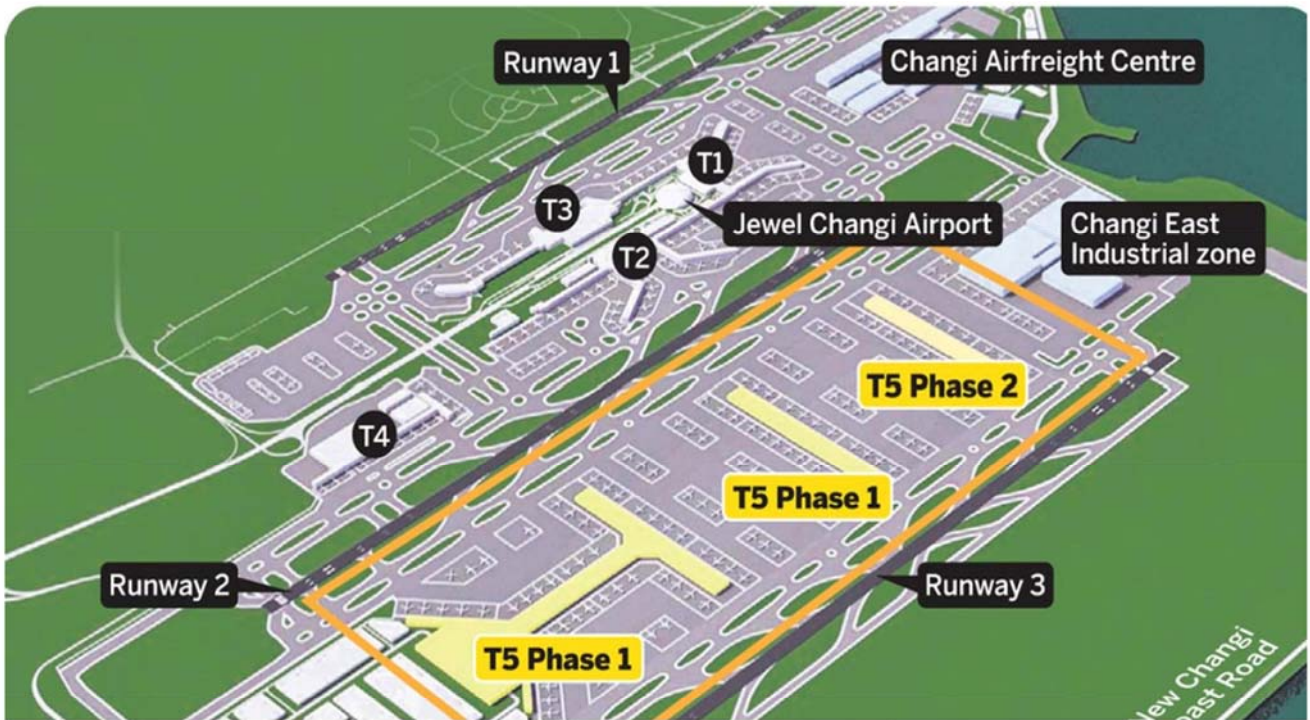 Runway 1
Changi Airfreight Centre
T1
T3
Jewel Changi Airport
Changi East
Industrial zone
T2
T5 Phase 2
T4
T5 Phase 1
Runway 2
Runway 3
T5 Phase 1
Changi
Road